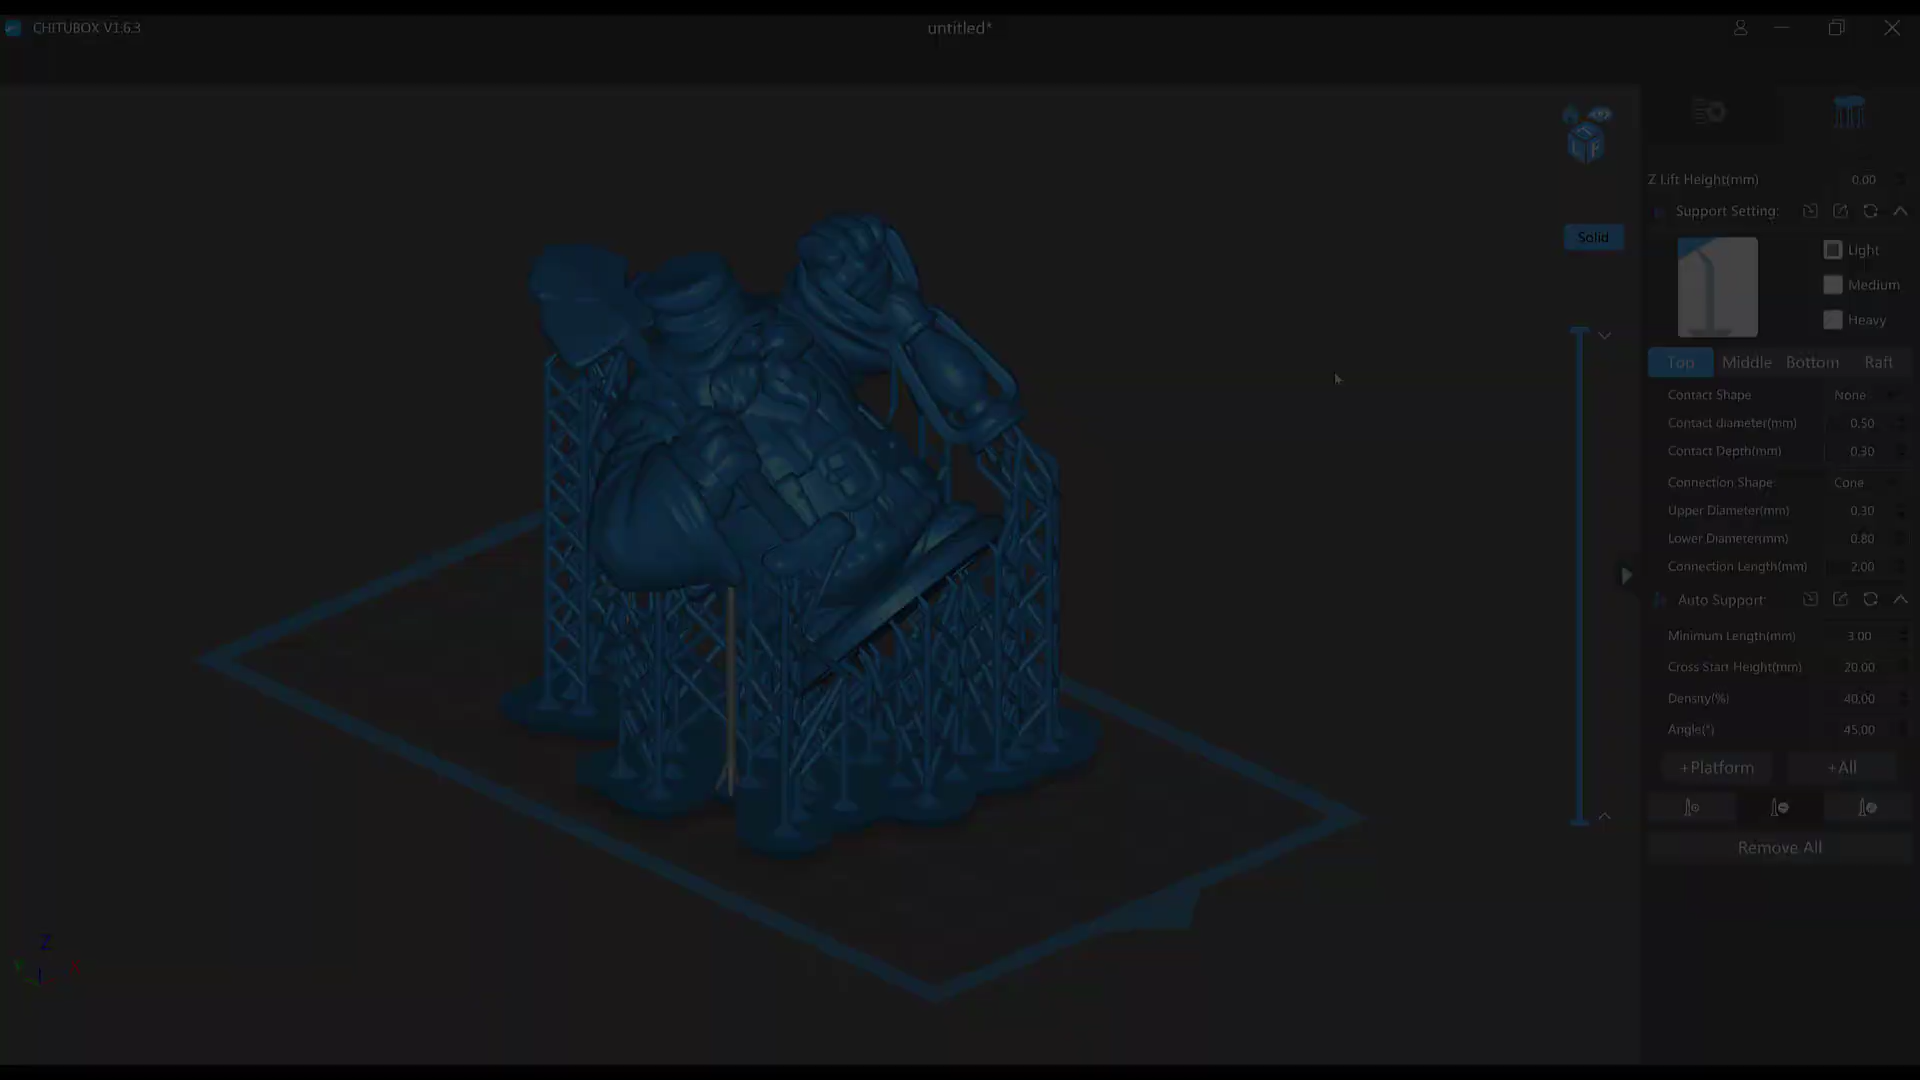 CHITUBOX V1.6.3
untitled*
Z Lift Height(mm) 0.00
Support Setting:
Solid
Light
Medium
Heavy
Top Middle Bottom Raft
Contact Shape None
Contact diameter((mm) 0.50
Contact Depth(mm) 0.30
Connection Shape Cone
Upper Diameter(mm) 0.30
Lower Diameter(mm) 0.80
Connection Length(mm) 2.00
Auto Support
Minimum Length(mm) 3.00
Cross Start Height(mm) 20.00
Density(%) 40.00
Angle(°) 45.00
+Platform +All
Remove All
Z
X
L F